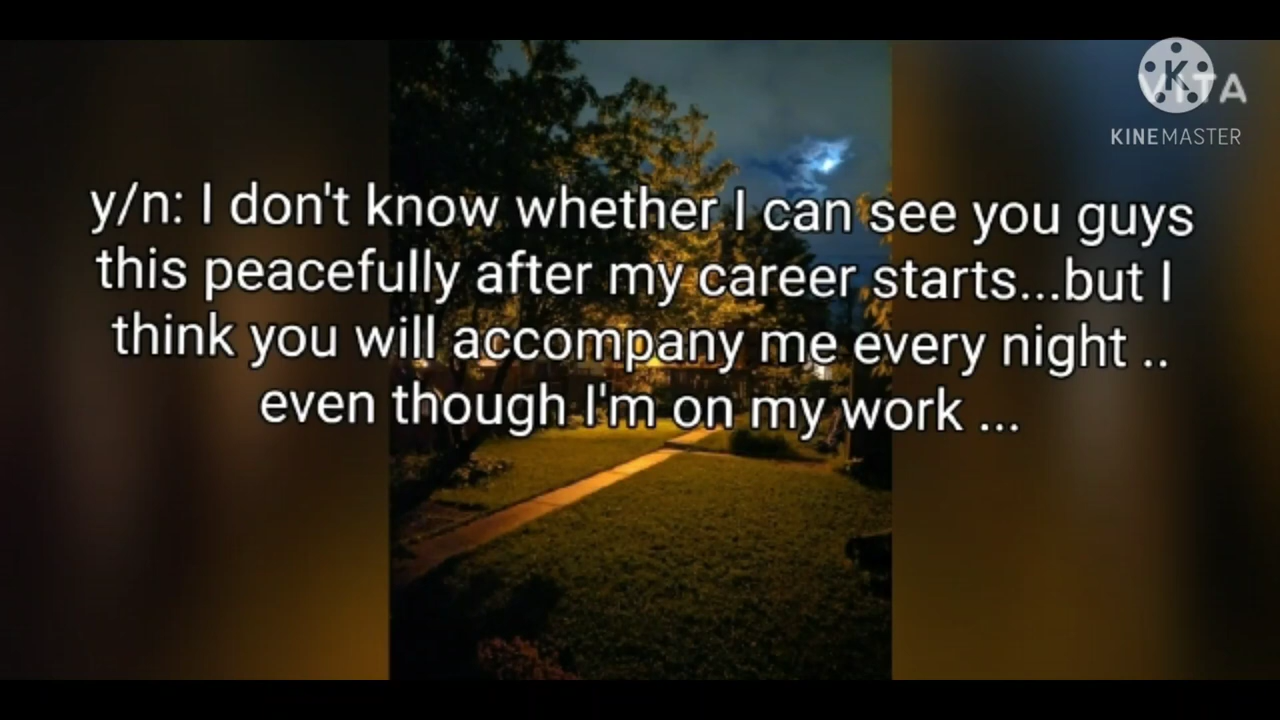 VITA
KINEMASTER
y/n: I don't know whether I can see you guys
this peacefully after my career starts...but I
think you will accompany me every night ..
even though I'm on my work ...